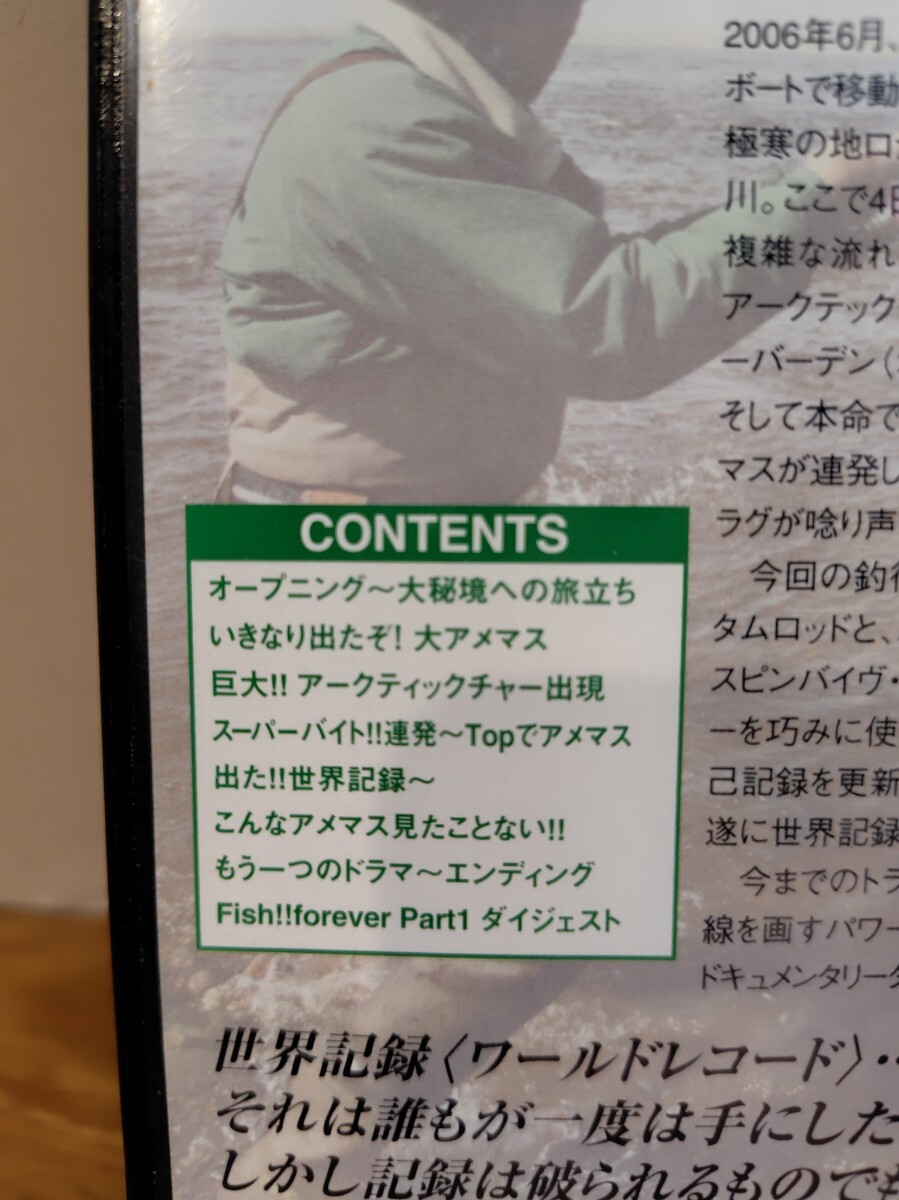 CONTENTS
オープニング～大秘境への旅立ち
いきなり出たぞ! 大アメマス
巨大!! アークティックチャー出現
スーパーバイト!!連発～Topでアメマス
出た!!世界記録～
こんなアメマス見たことない!!
もう一つのドラマ～エンディング
Fish!!forever Part1 ダイジェスト
2006年6月、
ボートで移動
極寒の地ロ
川。ここで4日
複雑な流れ
アークテック
ーバーデン（
そして本命で
マスが連発し
ラグが唸り声
今回の釣行
タムロッドと、
スピンバイヴ・
ーを巧みに使
己記録を更新
遂に世界記録
今までのトラ
線を画すパワー
ドキュメンタリータ
世界記録〈ワールドレコード〉‥
それは誰もが一度は手にした
しかし記録は破られるものでも